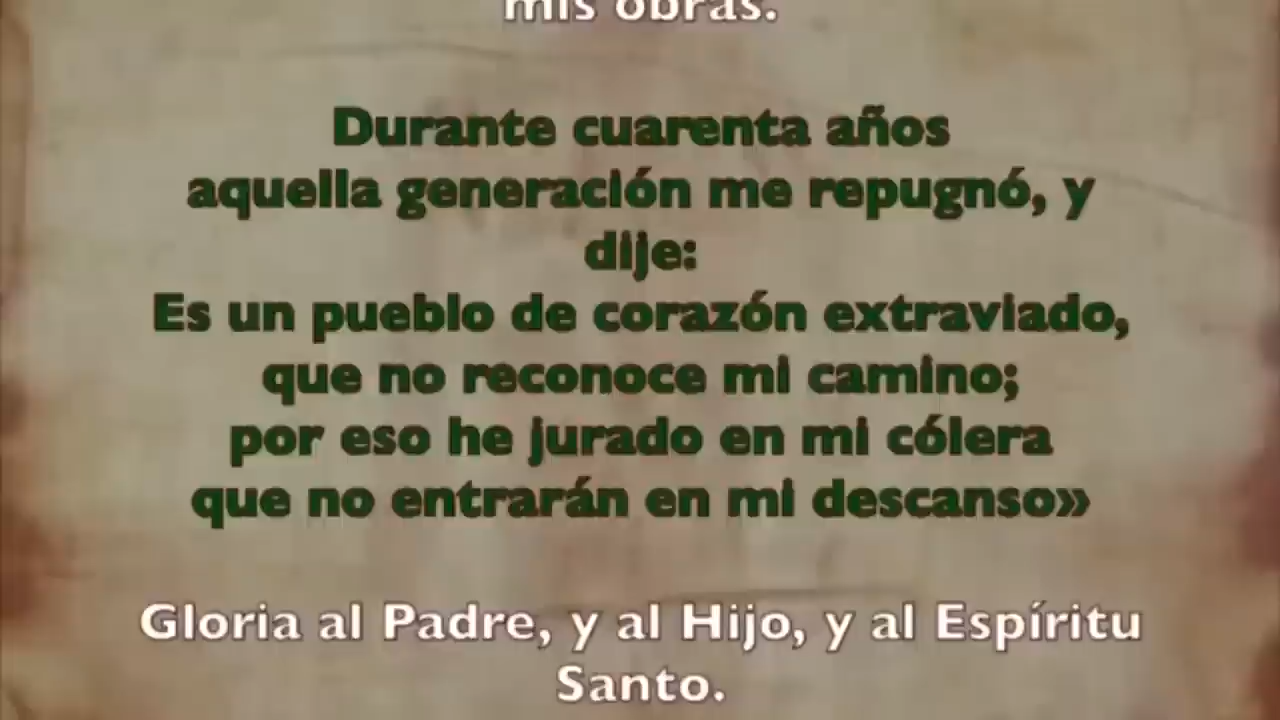 mis obras.
Durante cuarenta años
aquella generación me repugnó, y
dije:
Es un pueblo de corazón extraviado,
que no reconoce mi camino;
por eso he jurado en mi cólera
que no entrarán en mi descanso»
Gloria al Padre, y al Hijo, y al Espíritu
Santo.